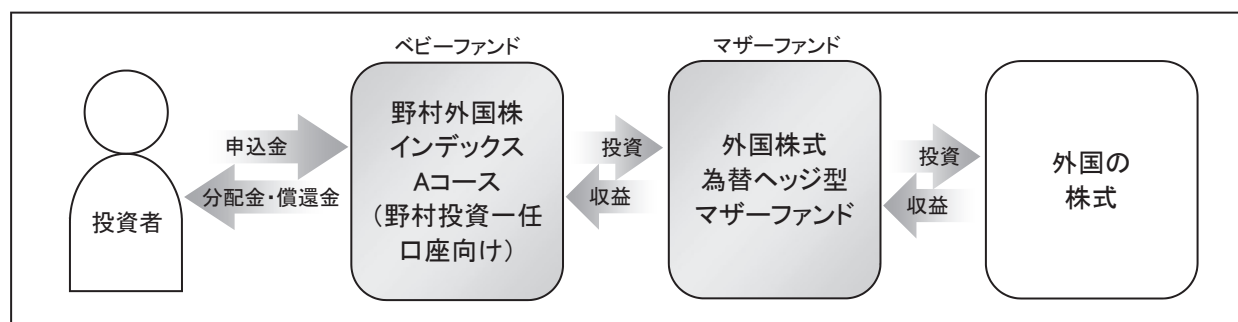 ベビーファンド
マザーファンド
投資者
申込金
分配金・償還金
野村外国株
インデックス
Aコース
（野村投資一任
口座向け）
投資
収益
外国株式
為替ヘッジ型
マザーファンド
投資
収益
外国の
株式